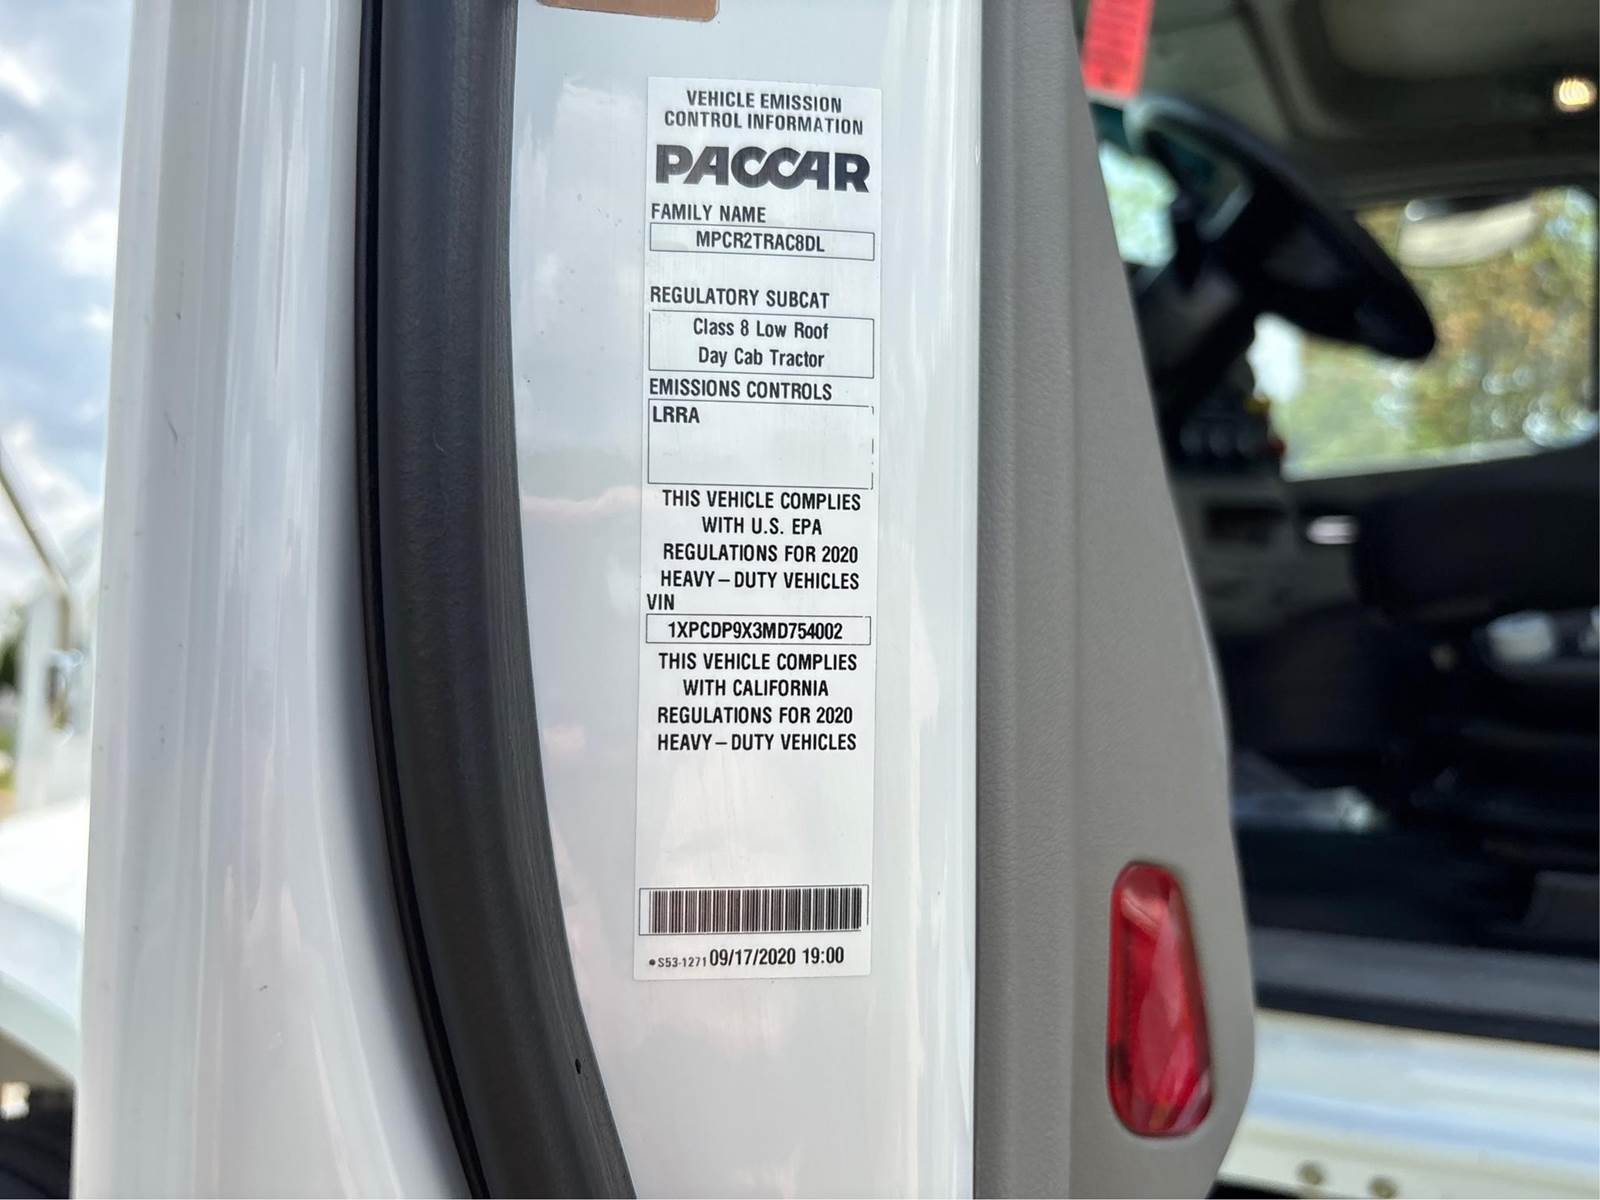 VEHICLE EMISSION
CONTROL INFORMATION
PACCAR
FAMILY NAME
MPCR2TRAC8DL
REGULATORY SUBCAT
Class 8 Low Roof
Day Cab Tractor
EMISSIONS CONTROLS
LRRA
THIS VEHICLE COMPLIES
WITH U.S. EPA
REGULATIONS FOR 2020
HEAVY-DUTY VEHICLES
VIN
1XPCDP9X3MD754002
THIS VEHICLE COMPLIES
WITH CALIFORNIA
REGULATIONS FOR 2020
HEAVY-DUTY VEHICLES
•S53-1271 09/17/2020 19:00